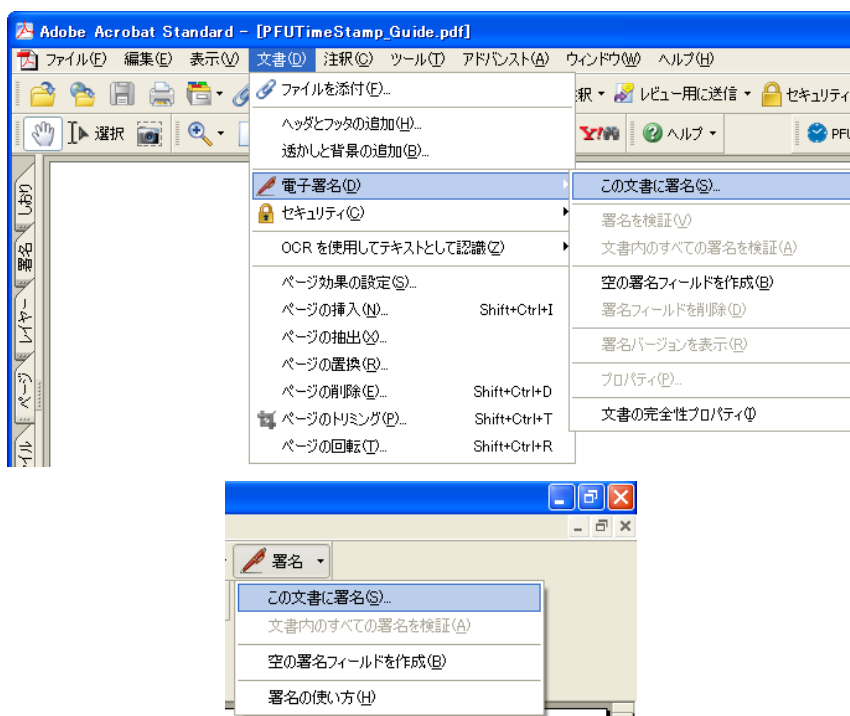 Adobe Acrobat Standard - [PFUTimeStamp_Guide.pdf]
ファイル(F) 編集(E) 表示(V) 文書(D) 注釈(C) ツール(T) アドバンスト(A) ウィンドウ(W) ヘルプ(H)
ファイルを添付(F)...
釈 レビュー用に送信 セキュリティ
選択
ヘルプ
PFU
ヘッダとフッタの追加(H)...
透かしと背景の追加(B)...
電子署名(D)
セキュリティ(C)
OCR を使用してテキストとして認識(Z)
ページ効果の設定(S)...
ページの挿入(N)... Shift+Ctrl+I
ページの抽出(X)...
ページの置換(R)...
ページの削除(E)... Shift+Ctrl+D
ページのトリミング(P)... Shift+Ctrl+T
ページの回転(T)... Shift+Ctrl+R
この文書に署名(S)...
署名を検証(V)
文書内のすべての署名を検証(A)
空の署名フィールドを作成(B)
署名フィールドを削除(D)
署名バージョンを表示(R)
プロパティ(P)...
文書の完全性プロパティ(I)
しおり
署名
レイヤー
ページ
署名
この文書に署名(S)...
文書内のすべての署名を検証(A)
空の署名フィールドを作成(B)
署名の使い方(H)